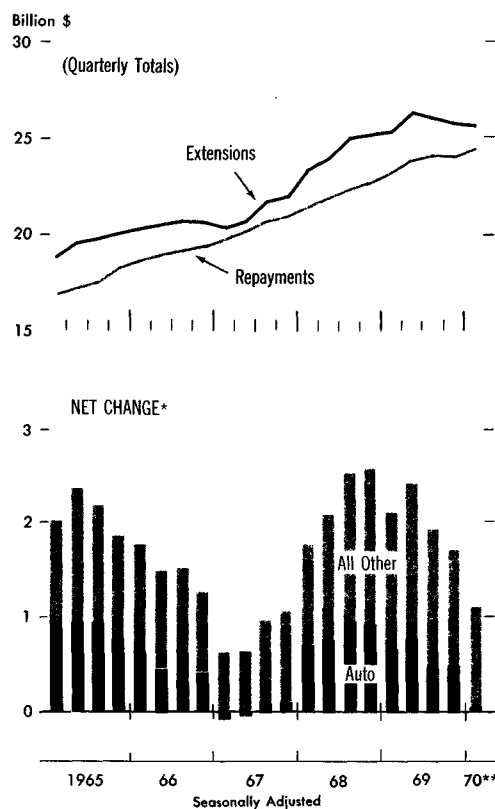 Billion $
(Quarterly Totals)
30
25
Extensions
20
Repayments
15
NET CHANGE*
3
2
All Other
1
Auto
0
1965 66 67 68 69 70**
Seasonally Adjusted